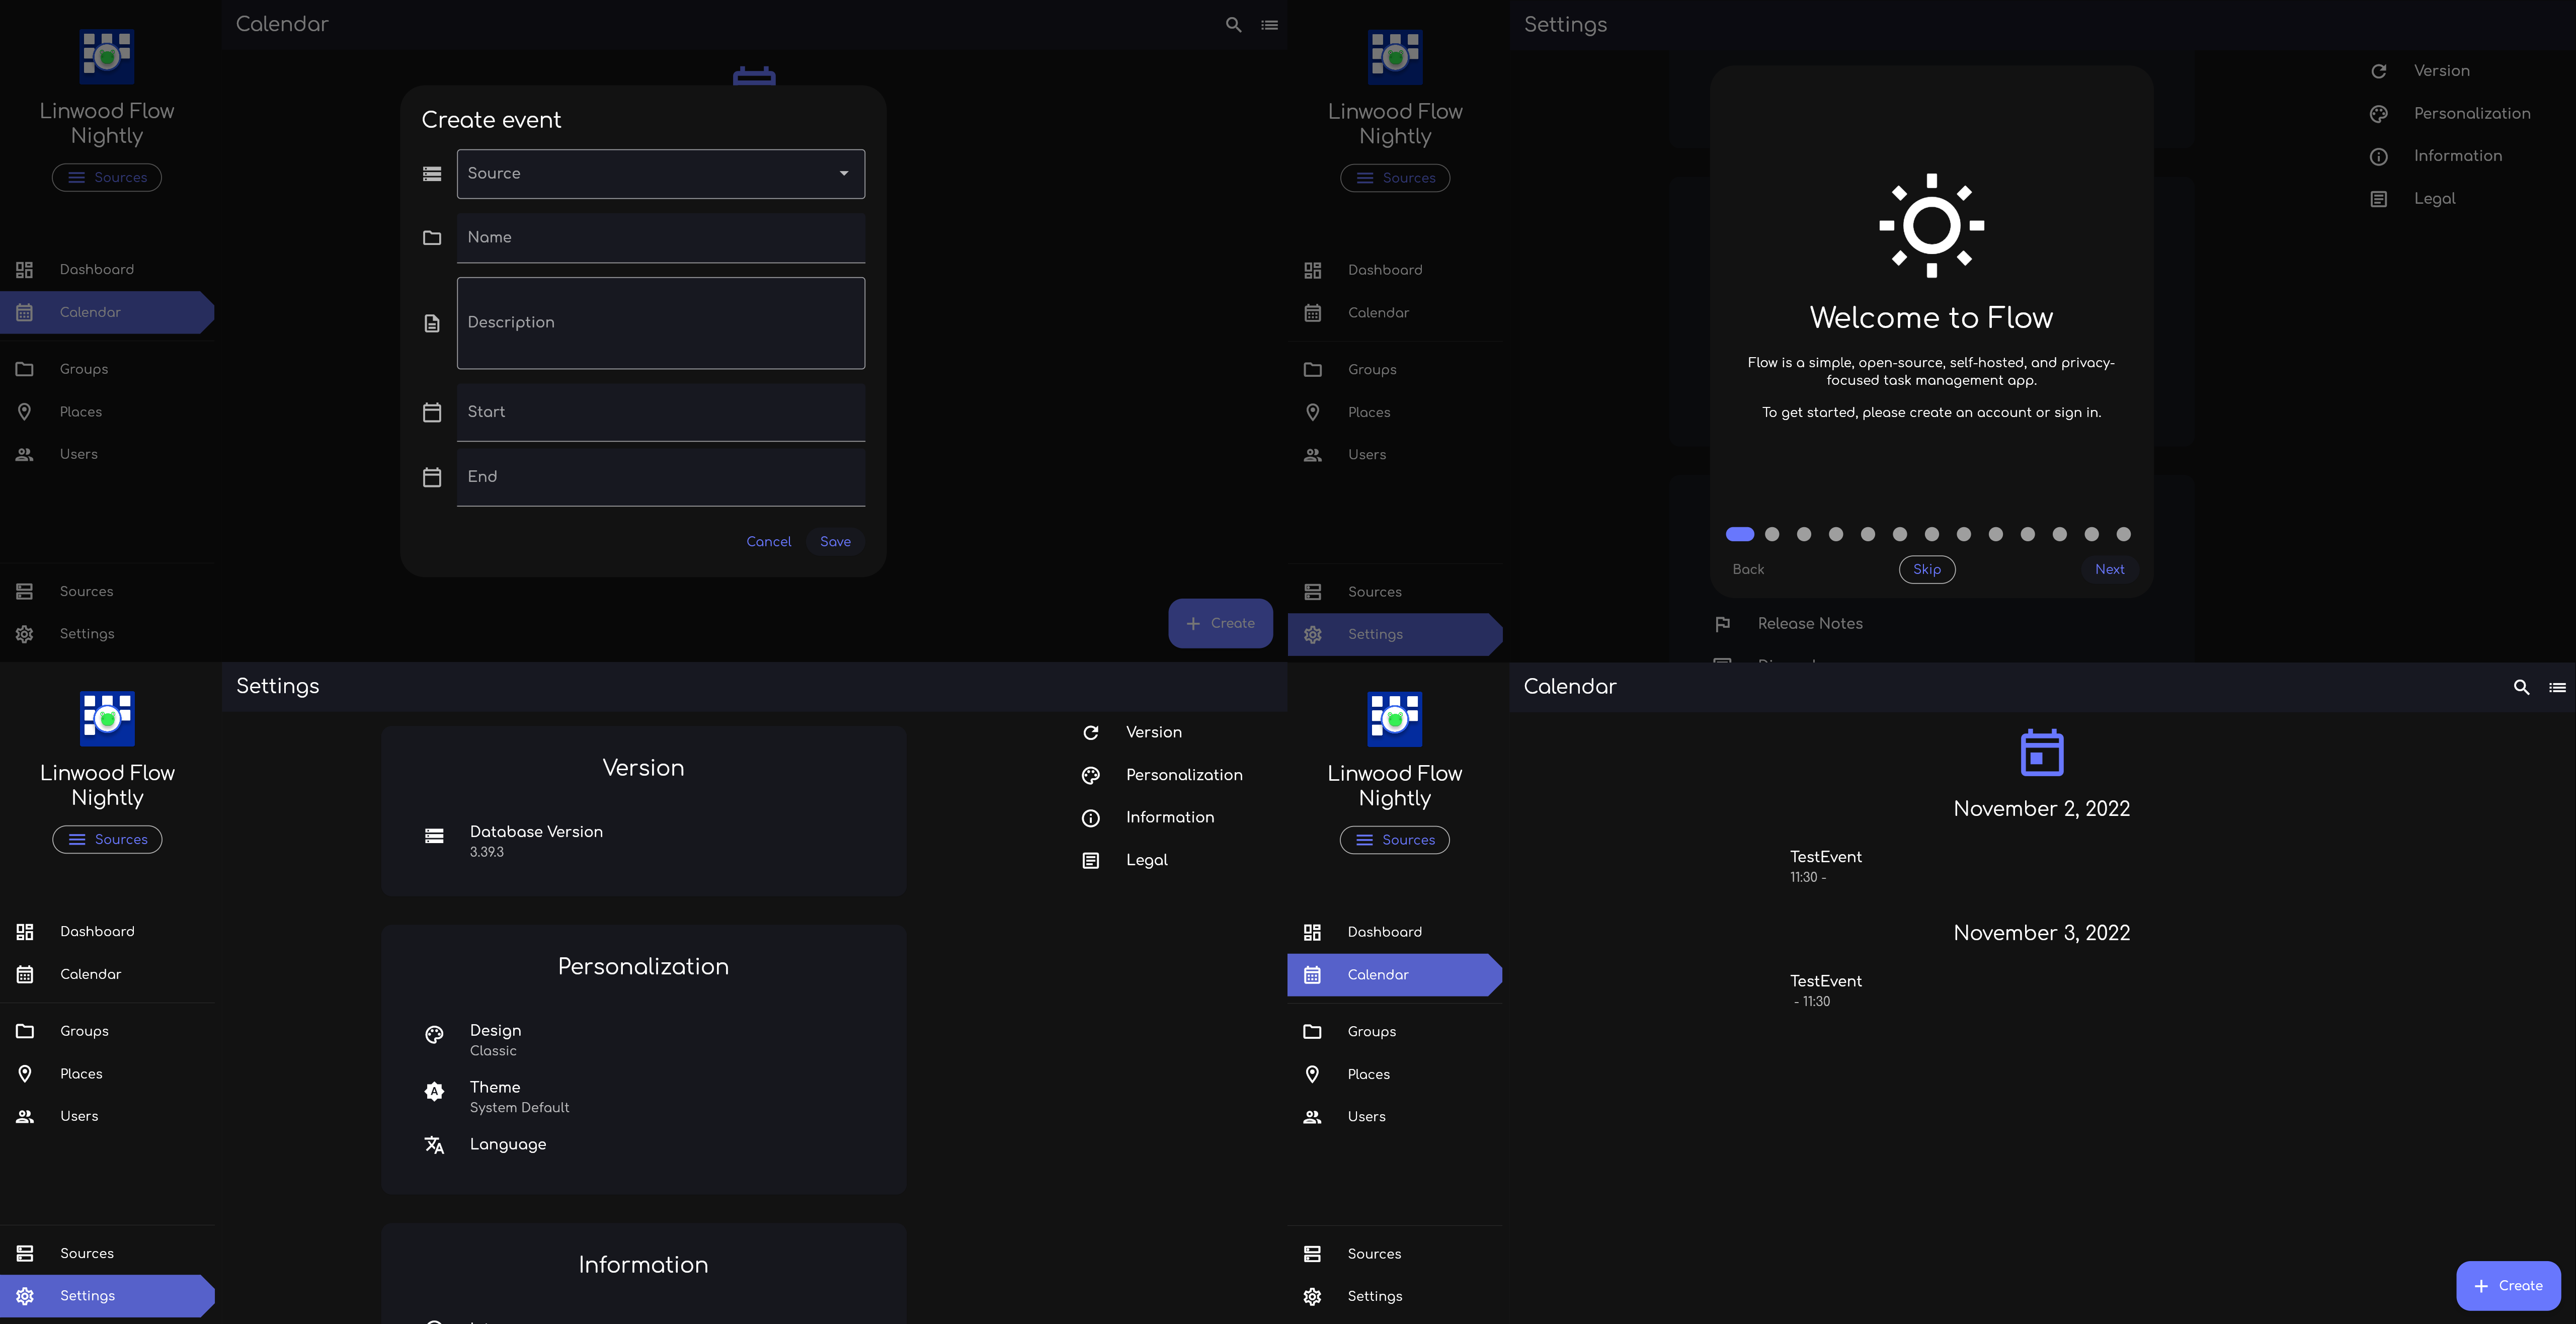 Linwood Flow
Nightly
Sources
Dashboard
Calendar
Groups
Places
Users
Sources
Settings
Calendar
Create event
Source
Name
Description
Start
End
Cancel
Save
Create
Linwood Flow
Nightly
Sources
Dashboard
Calendar
Groups
Places
Users
Sources
Settings
Settings
Welcome to Flow
Flow is a simple, open-source, self-hosted, and privacy-
focused task management app.
To get started, please create an account or sign in.
Back
Skip
Next
Release Notes
Version
Personalization
Information
Legal
Linwood Flow
Nightly
Sources
Dashboard
Calendar
Groups
Places
Users
Sources
Settings
Settings
Version
Database Version
3.39.3
Personalization
Design
Classic
Theme
System Default
Language
Information
Version
Personalization
Information
Legal
Linwood Flow
Nightly
Sources
Dashboard
Calendar
Groups
Places
Users
Sources
Settings
Calendar
November 2, 2022
TestEvent
11:30 -
November 3, 2022
TestEvent
- 11:30
Create